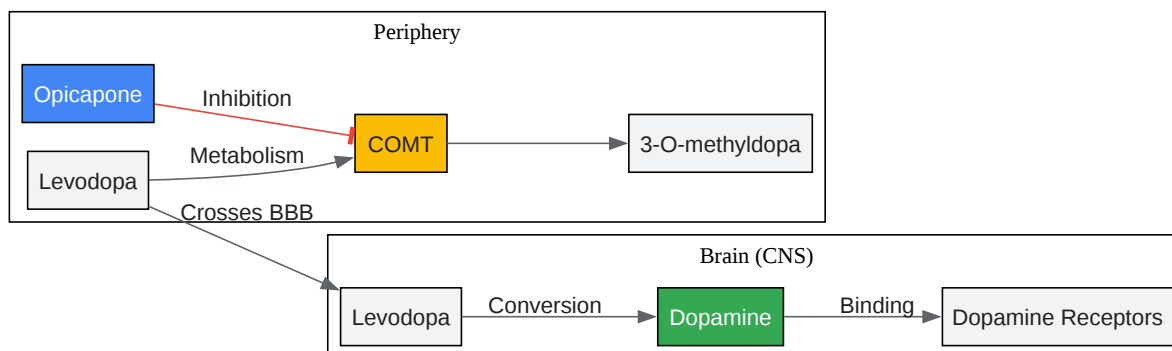 Periphery
Opicapone
Inhibition
COMT
3-O-methyldopa
Metabolism
Levodopa
Crosses BBB
Brain (CNS)
Levodopa
Conversion
Dopamine
Binding
Dopamine Receptors